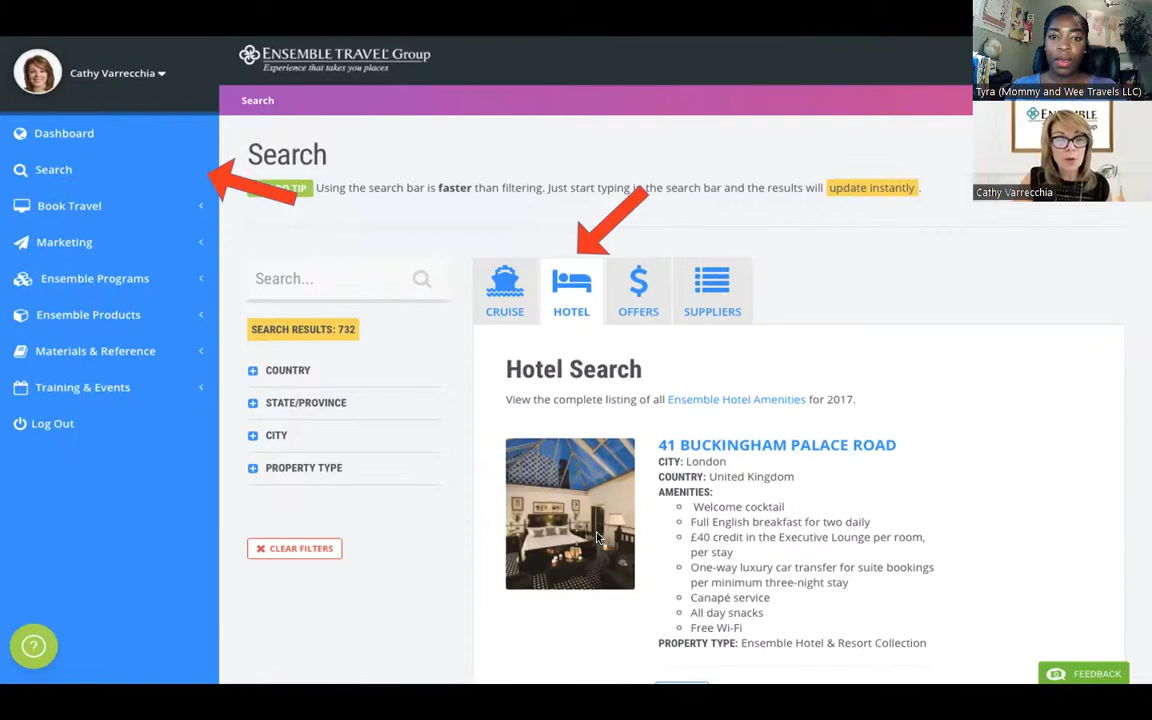 Cathy Varrecchia
ENSEMBLE TRAVEL GROUP
Experience that takes you places
Tyra (Mommy and Wee Travels LLC)
ENSEMBLE
Cathy Varrecchia
Search
Dashboard
Search
Book Travel
Marketing
Ensemble Programs
Ensemble Products
Materials & Reference
Training & Events
Log Out
Search
TIP Using the search bar is faster than filtering. Just start typing in the search bar and the results will update instantly.
Search...
SEARCH RESULTS: 732
COUNTRY
STATE/PROVINCE
CITY
PROPERTY TYPE
CLEAR FILTERS
CRUISE
HOTEL
OFFERS
SUPPLIERS
Hotel Search
View the complete listing of all Ensemble Hotel Amenities for 2017.
41 BUCKINGHAM PALACE ROAD
CITY: London
COUNTRY: United Kingdom
AMENITIES:
Welcome cocktail
Full English breakfast for two daily
£40 credit in the Executive Lounge per room,
per stay
One-way luxury car transfer for suite bookings
per minimum three-night stay
Canapé service
All day snacks
Free Wi-Fi
PROPERTY TYPE: Ensemble Hotel & Resort Collection
FEEDBACK